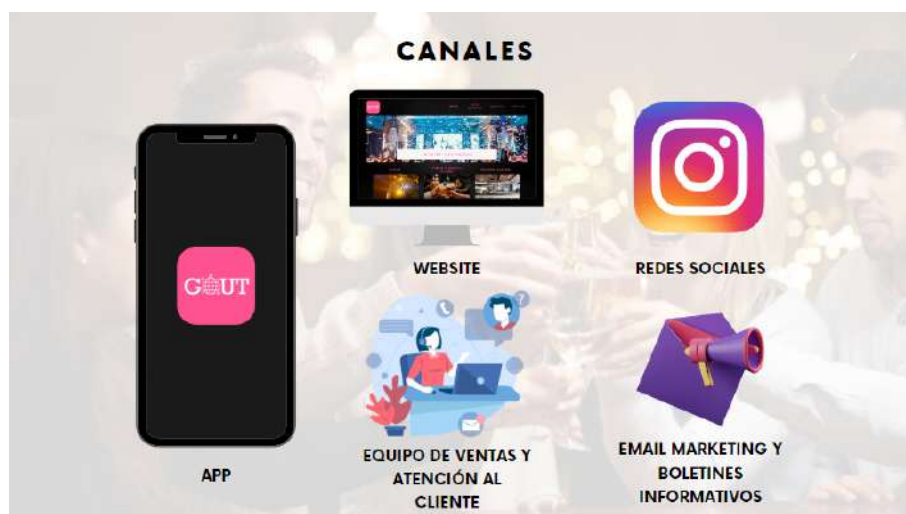 CANALES
GOUT
APP
WEBSITE
REDES SOCIALES
EQUIPO DE VENTAS Y
ATENCIÓN AL
CLIENTE
EMAIL MARKETING Y
BOLETINES
INFORMATIVOS